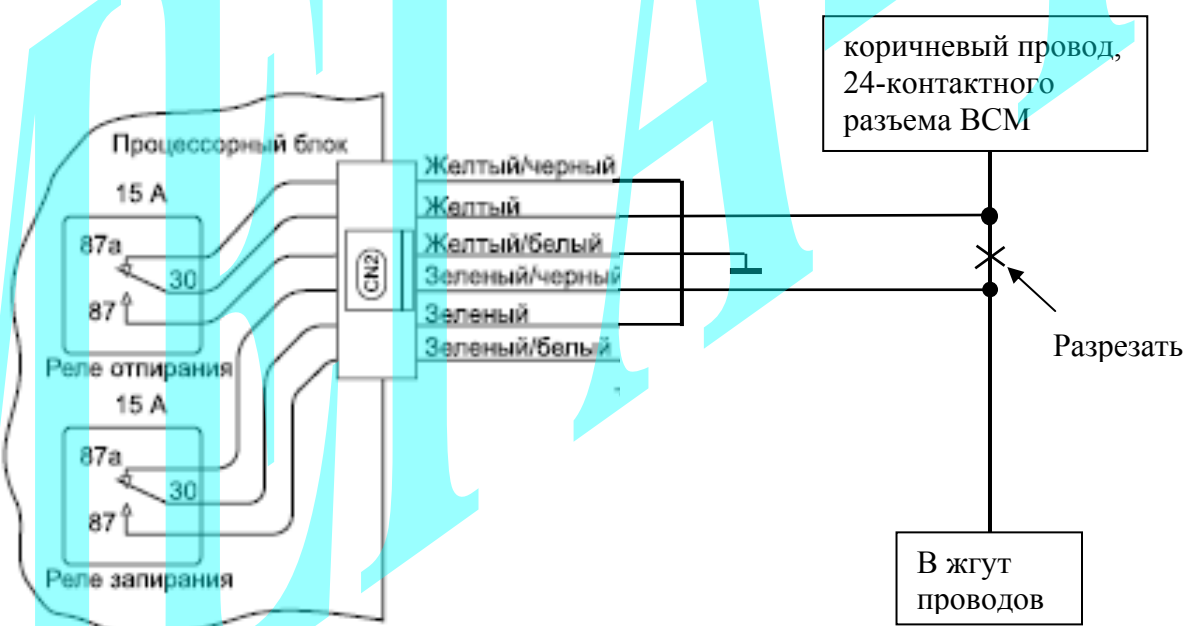 коричневый провод,
24-контактного
разъема ВСМ
Процессорный блок
15 А
87а
30
87
Реле отпирания
15 А
87а
30
87
Реле запирания
(CN2)
Желтый/черный
Желтый
Желтый/белый
Зеленый/черный
Зеленый
Зеленый/белый
Разрезать
В жгут
проводов